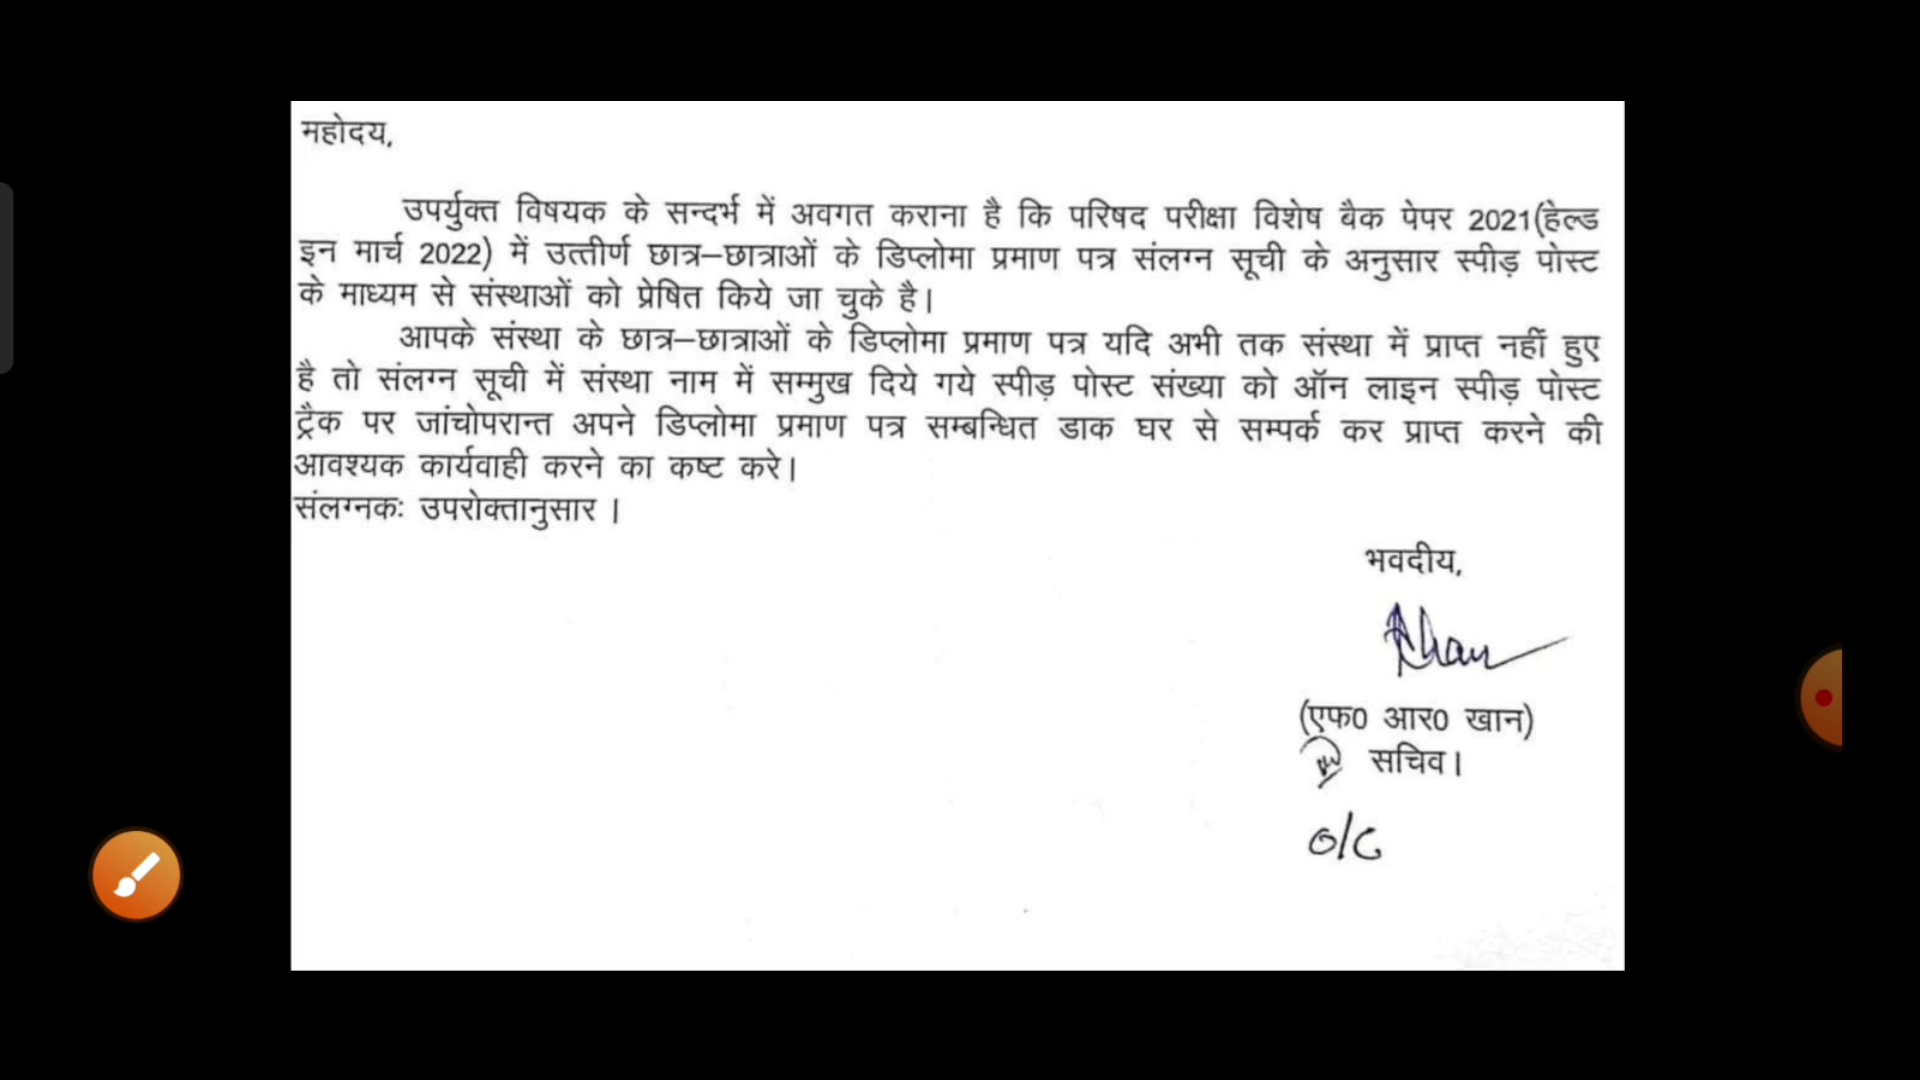 महोदय,
उपर्युक्त विषयक के सन्दर्भ में अवगत कराना है कि परिषद परीक्षा विशेष बैक पेपर 2021(हेल्ड
इन मार्च 2022) में उत्तीर्ण छात्र–छात्राओं के डिप्लोमा प्रमाण पत्र संलग्न सूची के अनुसार स्पीड़ पोस्ट
के माध्यम से संस्थाओं को प्रेषित किये जा चुके है।
आपके संस्था के छात्र–छात्राओं के डिप्लोमा प्रमाण पत्र यदि अभी तक संस्था में प्राप्त नहीं हुए
है तो संलग्न सूची में संस्था नाम में सम्मुख दिये गये स्पीड़ पोस्ट संख्या को ऑन लाइन स्पीड़ पोस्ट
ट्रैक पर जांचोपरान्त अपने डिप्लोमा प्रमाण पत्र सम्बन्धित डाक घर से सम्पर्क कर प्राप्त करने की
आवश्यक कार्यवाही करने का कष्ट करे।
संलग्नकः उपरोक्तानुसार ।
भवदीय,
Khan
(एफ0 आर0 खान)
सचिव।
O/C